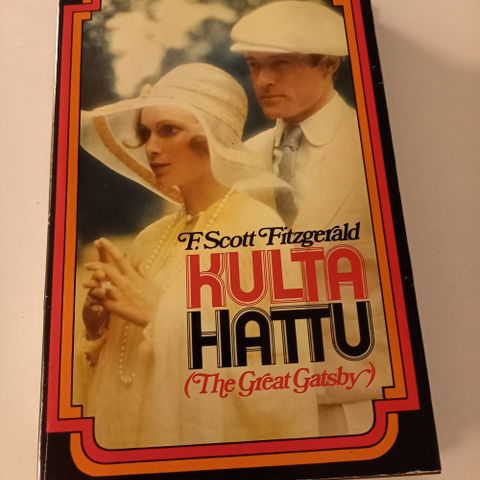 F. Scott Fitzgerald
KULTA
HATTU
(The Great Gatsby)